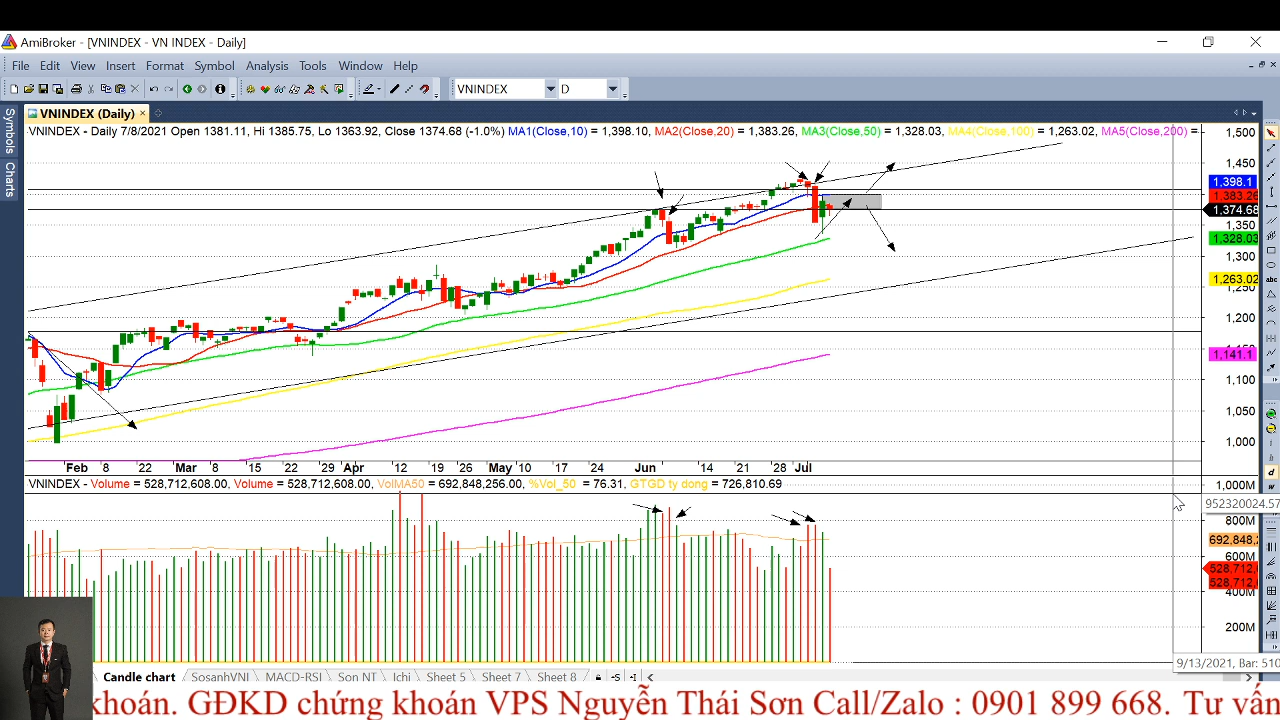 AmiBroker - [VNINDEX - VN INDEX - Daily]
File Edit View Insert Format Symbol Analysis Tools Window Help
VNINDEX D
VNINDEX (Daily)
Symbols
Charts
VNINDEX - Daily 7/8/2021 Open 1381.11, Hi 1385.75, Lo 1363.92, Close 1374.68 (-1.0%) MA1(Close,10) = 1,398.10, MA2(Close,20) = 1,383.26, MA3(Close,50) = 1,328.03, MA4(Close,100) = 1,263.02, MA5(Close,200) =
1,500
1,450
1,398.1
1,383.26
1,374.68
1,350
1,328.03
1,300
1,263.02
1,200
1,141.1
1,100
1,050
1,000
Feb 8 22 Mar 8 15 22 29 Apr 12 19 26 May 10 17 24 Jun 14 21 28 Jul
VNINDEX - Volume = 528,712,608.00, Volume = 528,712,608.00, VolMA50 = 692,848,256.00, %Vol_50 = 76.31, GTGD ty dong = 726,810.69
1,000M
952320024.57
800M
692,848,2
600M
528,712,
528,712,
400M
200M
9/13/2021, Bar: 510
Candle chart SosanhVNI MACD-RSI Son NT Ichi Sheet 5 Sheet 7 Sheet 8
khoán. GĐKD chứng khoán VPS Nguyễn Thái Sơn Call/Zalo : 0901 899 668. Tư vấn